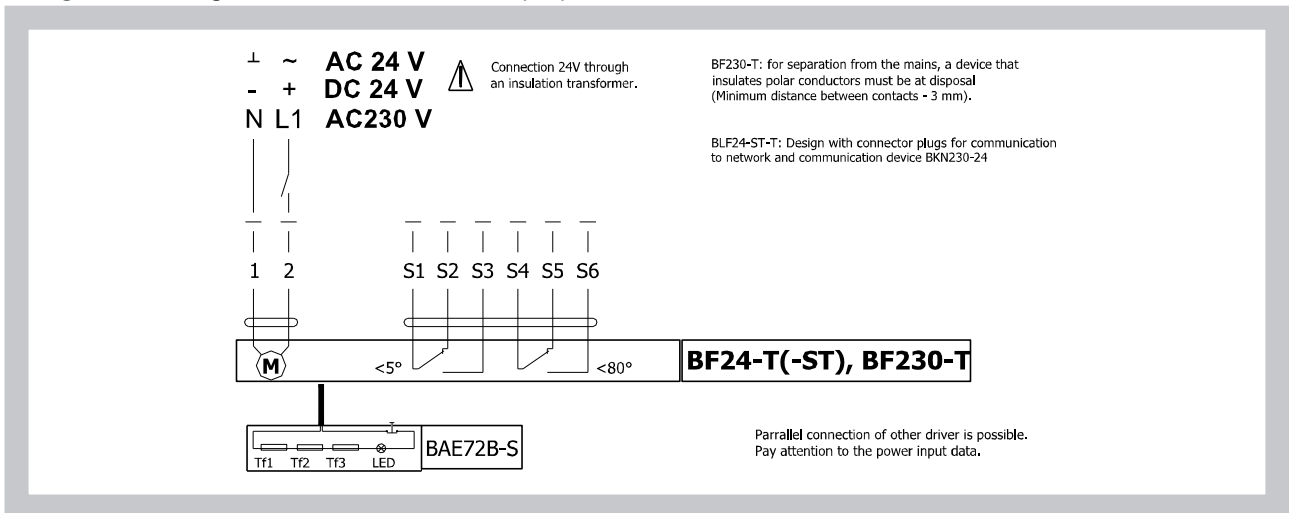 ⊥ ~ AC 24 V
- + DC 24 V
N L1 AC230 V
Connection 24V through
an insulation transformer.
BF230-T: for separation from the mains, a device that
insulates polar conductors must be at disposal
(Minimum distance between contacts - 3 mm).
BLF24-ST-T: Design with connector plugs for communication
to network and communication device BKN230-24
1 2 S1 S2 S3 S4 S5 S6
M <5° <80° BF24-T(-ST), BF230-T
Tf1 Tf2 Tf3 LED BAE72B-S
Parrallel connection of other driver is possible.
Pay attention to the power input data.